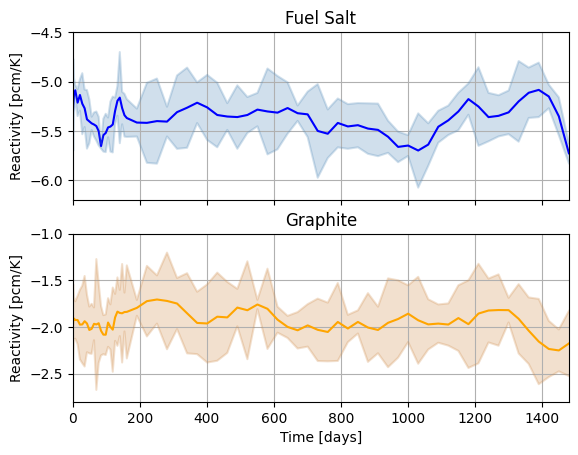 Fuel Salt
−4.5
−5.0
−5.5
−6.0
Reactivity [pcm/K]
Graphite
−1.0
−1.5
−2.0
−2.5
Reactivity [pcm/K]
0 200 400 600 800 1000 1200 1400
Time [days]